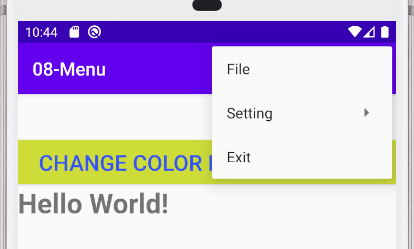 10:44
08-Menu
File
Setting
Exit
CHANGE COLOR
Hello World!